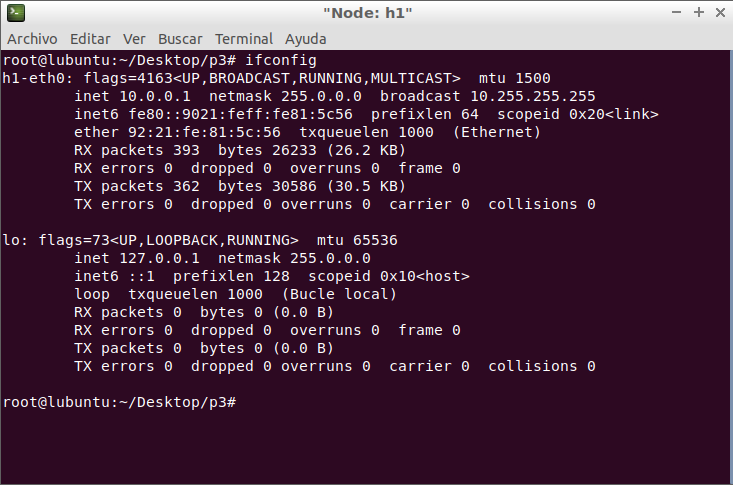 "Node: h1"
Archivo Editar Ver Buscar Terminal Ayuda
root@lubuntu:~/Desktop/p3# ifconfig
h1-eth0: flags=4163<UP,BROADCAST,RUNNING,MULTICAST>  mtu 1500
        inet 10.0.0.1  netmask 255.0.0.0  broadcast 10.255.255.255
        inet6 fe80::9021:feff:fe81:5c56  prefixlen 64  scopeid 0x20<link>
        ether 92:21:fe:81:5c:56  txqueuelen 1000  (Ethernet)
        RX packets 393  bytes 26233 (26.2 KB)
        RX errors 0  dropped 0  overruns 0  frame 0
        TX packets 362  bytes 30586 (30.5 KB)
        TX errors 0  dropped 0 overruns 0  carrier 0  collisions 0
lo: flags=73<UP,LOOPBACK,RUNNING>  mtu 65536
        inet 127.0.0.1  netmask 255.0.0.0
        inet6 ::1  prefixlen 128  scopeid 0x10<host>
        loop  txqueuelen 1000  (Bucle local)
        RX packets 0  bytes 0 (0.0 B)
        RX errors 0  dropped 0  overruns 0  frame 0
        TX packets 0  bytes 0 (0.0 B)
        TX errors 0  dropped 0 overruns 0  carrier 0  collisions 0
root@lubuntu:~/Desktop/p3#